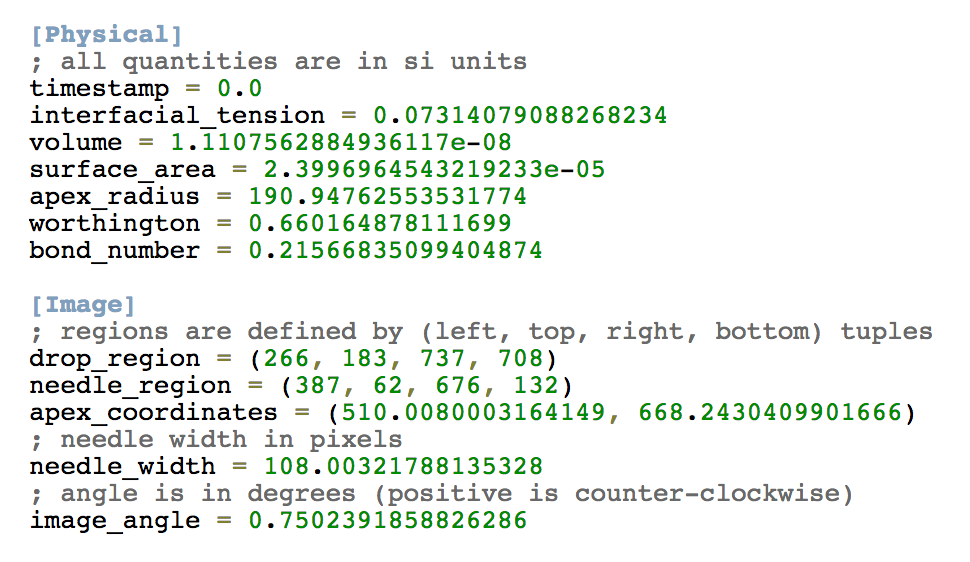 [Physical]
; all quantities are in si units
timestamp = 0.0
interfacial_tension = 0.07314079088268234
volume = 1.1107562884936117e-08
surface_area = 2.3996964543219233e-05
apex_radius = 190.94762553531774
worthington = 0.660164878111699
bond_number = 0.21566835099404874
[Image]
; regions are defined by (left, top, right, bottom) tuples
drop_region = (266, 183, 737, 708)
needle_region = (387, 62, 676, 132)
apex_coordinates = (510.0080003164149, 668.2430409901666)
; needle width in pixels
needle_width = 108.00321788135328
; angle is in degrees (positive is counter-clockwise)
image_angle = 0.7502391858826286